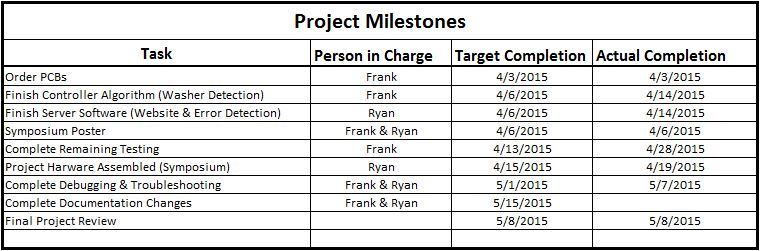 Project Milestones
Task Person in Charge Target Completion Actual Completion
Order PCBs Frank 4/3/2015 4/3/2015
Finish Controller Algorithm (Washer Detection) Frank 4/6/2015 4/14/2015
Finish Server Software (Website & Error Detection) Ryan 4/6/2015 4/14/2015
Symposium Poster Frank & Ryan 4/6/2015 4/6/2015
Complete Remaining Testing Frank 4/13/2015 4/28/2015
Project Harware Assembled (Symposium) Ryan 4/15/2015 4/19/2015
Complete Debugging & Troubleshooting Frank & Ryan 5/1/2015 5/7/2015
Complete Documentation Changes Frank & Ryan 5/15/2015
Final Project Review 5/8/2015 5/8/2015